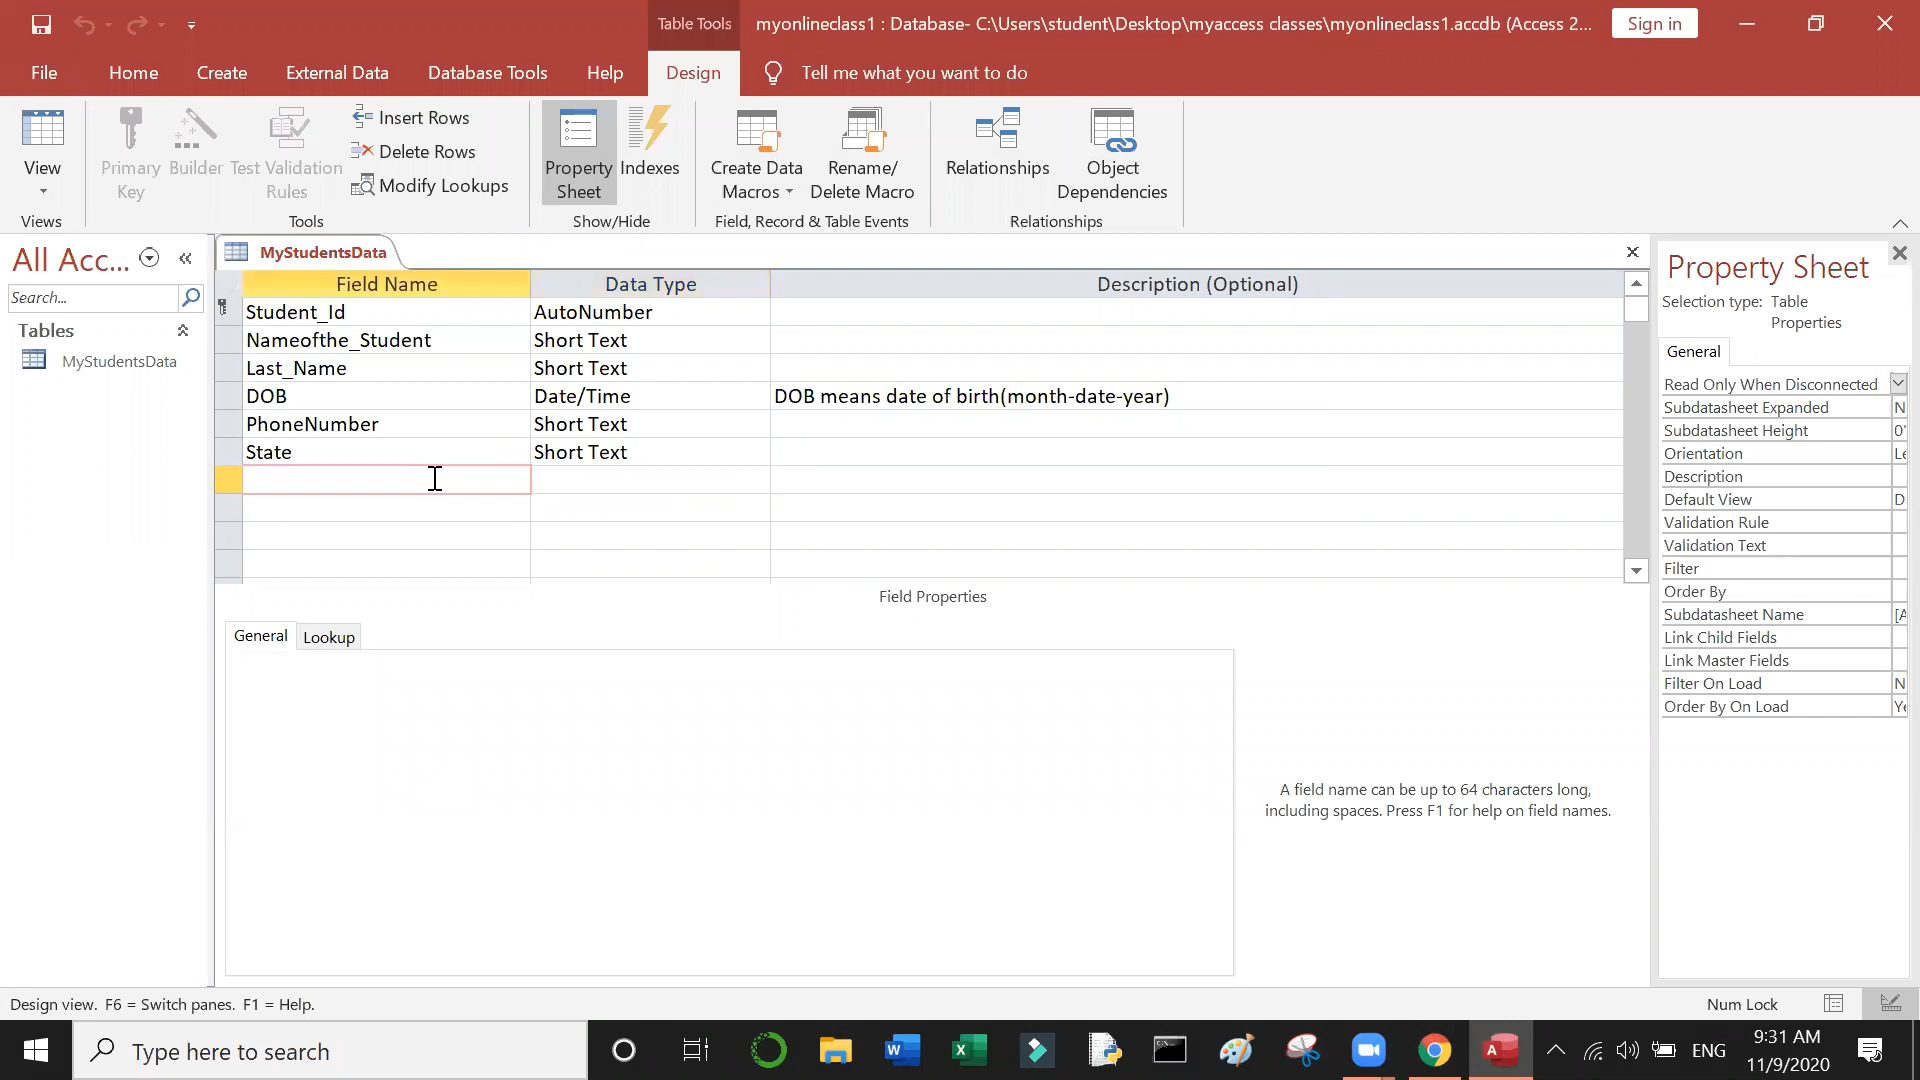 Table Tools
myonlineclass1 : Database- C:\Users\student\Desktop\myaccess classes\myonlineclass1.accdb (Access 2...
Sign in
File
Home
Create
External Data
Database Tools
Help
Design
Tell me what you want to do
View
Primary Key
Builder
Test Validation Rules
Insert Rows
Delete Rows
Modify Lookups
Property Sheet
Indexes
Create Data Macros
Rename/ Delete Macro
Relationships
Object Dependencies
Views
Tools
Show/Hide
Field, Record & Table Events
Relationships
All Acc...
Search...
Tables
MyStudentsData
MyStudentsData
Field Name Data Type Description (Optional)
Student_Id AutoNumber
Nameofthe_Student Short Text
Last_Name Short Text
DOB Date/Time DOB means date of birth(month-date-year)
PhoneNumber Short Text
State Short Text
Field Properties
General Lookup
A field name can be up to 64 characters long,
including spaces. Press F1 for help on field names.
Property Sheet
Selection type: Table
Properties
General
Read Only When Disconnected
Subdatasheet Expanded N
Subdatasheet Height 0"
Orientation Le
Description
Default View D
Validation Rule
Validation Text
Filter
Order By
Subdatasheet Name [A
Link Child Fields
Link Master Fields
Filter On Load N
Order By On Load Ye
Design view. F6 = Switch panes. F1 = Help.
Num Lock
Type here to search
ENG
9:31 AM
11/9/2020